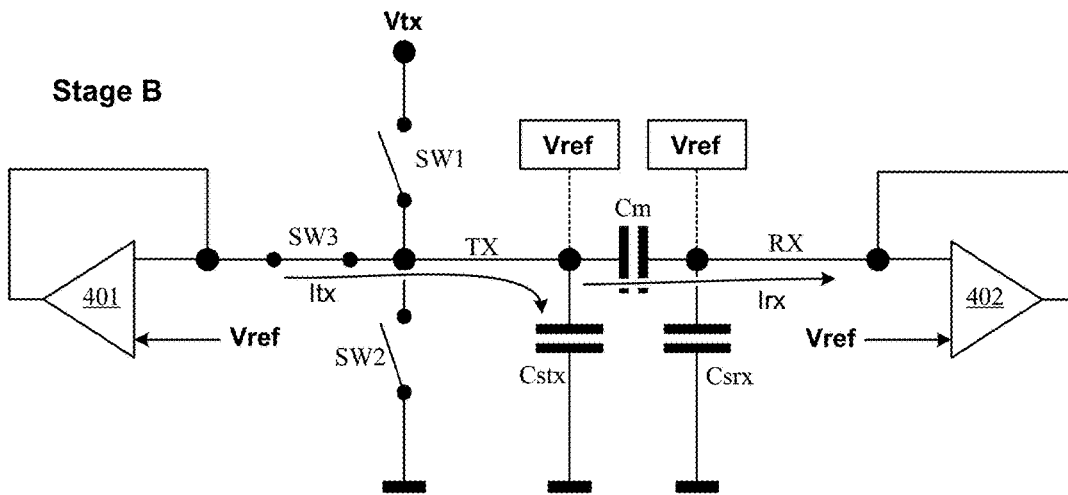 Vtx
Stage B
SW1
Vref
Vref
Cm
SW3
TX
RX
401
Itx
Irx
402
Vref
SW2
Cstx
Csrx
Vref